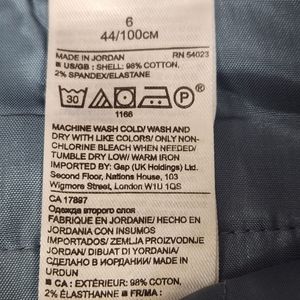 6
44/100CM
MADE IN JORDAN RN 54023
■ US/GB : SHELL: 98% COTTON,
2% SPANDEX/ELASTANE
30 P
1166
MACHINE WASH COLD/ WASH AND
DRY WITH LIKE COLORS/ ONLY NON-
CHLORINE BLEACH WHEN NEEDED/
TUMBLE DRY LOW/ WARM IRON
IMPORTED BY: Gap (UK Holdings) Ltd.
Second Floor, Nations House, 103
Wigmore Street, London W1U 1QS
CA 17897
Одежда второго слоя
FABRIQUÉ EN JORDANIE/ HECHO EN
JORDANIA CON INSUMOS
IMPORTADOS/ ZEMLJA PROIZVODNJE
JORDAN/ DIBUAT DI YORDANIA/
СДЕЛАНО В ИОРДАНИИ/ MADE IN
URDUN
■ CA : EXTÉRIEUR: 98% COTON,
2% ÉLASTHANNE ■ FR/MA :